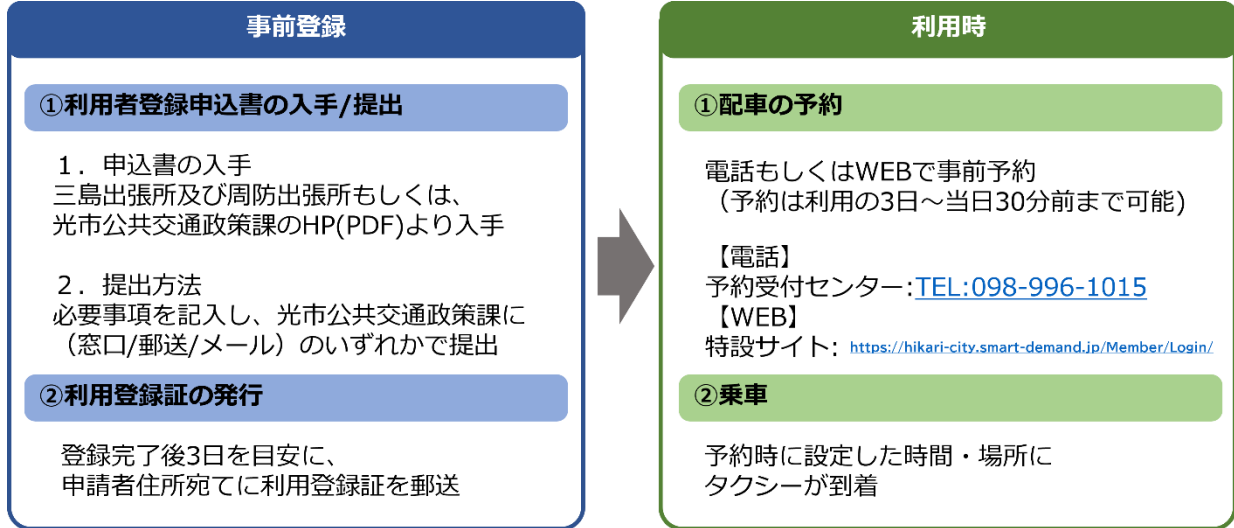 事前登録
①利用者登録申込書の入手/提出
１．申込書の入手
三島出張所及び周防出張所もしくは、
光市公共交通政策課のHP(PDF)より入手
２．提出方法
必要事項を記入し、光市公共交通政策課に
（窓口/郵送/メール）のいずれかで提出
②利用登録証の発行
登録完了後3日を目安に、
申請者住所宛てに利用登録証を郵送
利用時
①配車の予約
電話もしくはWEBで事前予約
（予約は利用の3日～当日30分前まで可能)
【電話】
予約受付センター:TEL:098-996-1015
【WEB】
特設サイト: https://hikari-city.smart-demand.jp/Member/Login/
②乗車
予約時に設定した時間・場所に
タクシーが到着